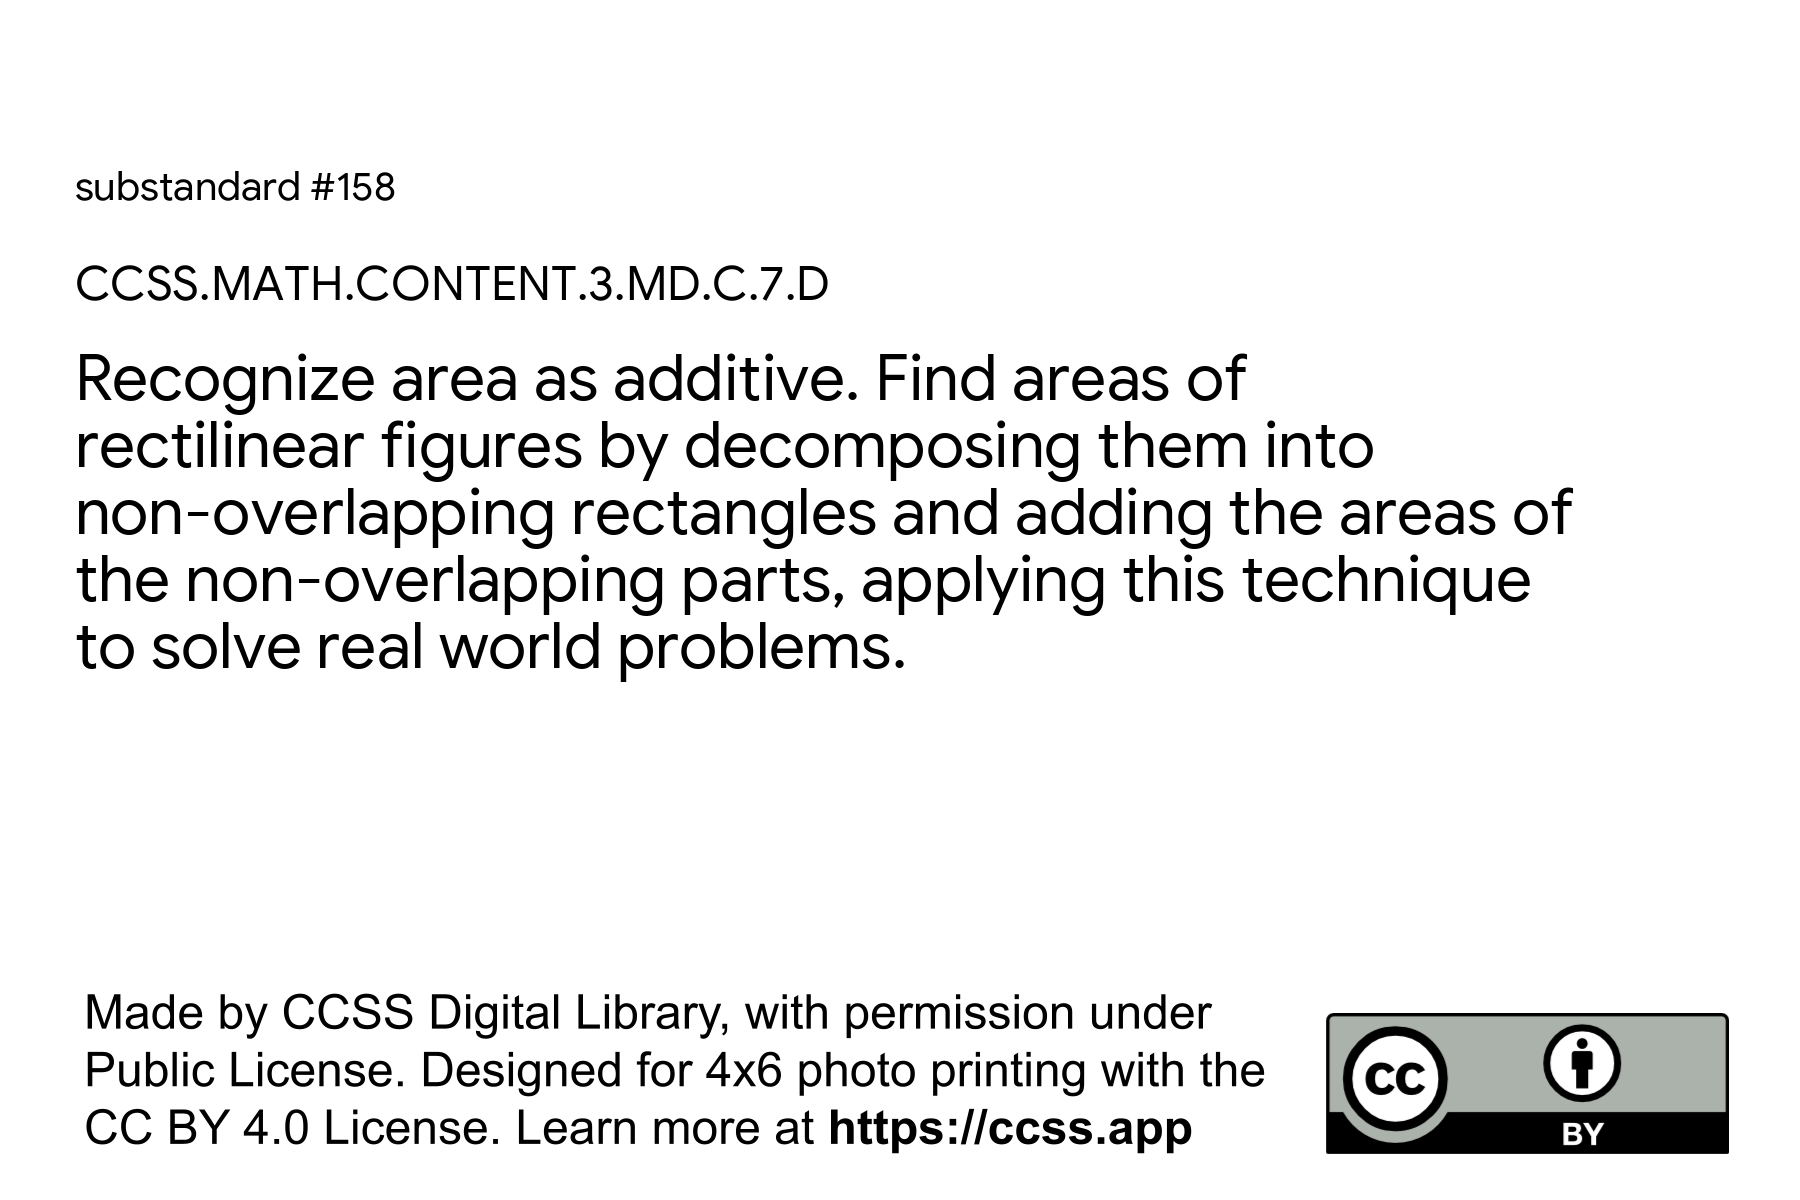 substandard #158
CCSS.MATH.CONTENT.3.MD.C.7.D
Recognize area as additive. Find areas of
rectilinear figures by decomposing them into
non-overlapping rectangles and adding the areas of
the non-overlapping parts, applying this technique
to solve real world problems.
Made by CCSS Digital Library, with permission under
Public License. Designed for 4x6 photo printing with the
CC BY 4.0 License. Learn more at https://ccss.app
CC
BY